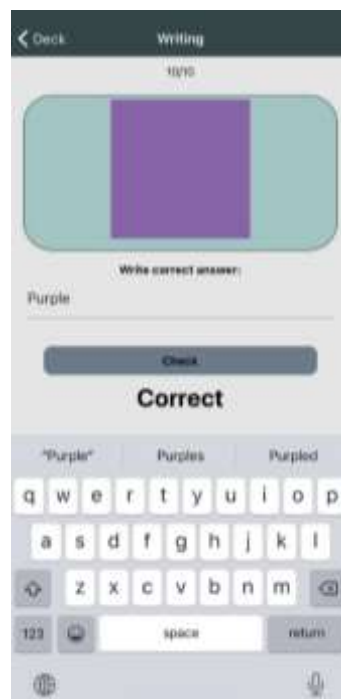 Deck Writing
10/10
Write correct answer:
Purple
Check
Correct
"Purple" Purples Purpled
q w e r t y u i o p
a s d f g h j k l
z x c v b n m
123 space return